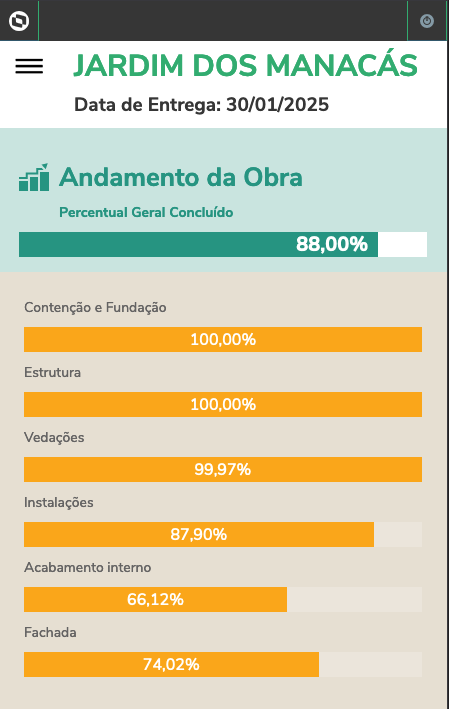 JARDIM DOS MANACÁS
Data de Entrega: 30/01/2025
Andamento da Obra
Percentual Geral Concluído
88,00%
Contenção e Fundação
100,00%
Estrutura
100,00%
Vedações
99,97%
Instalações
87,90%
Acabamento interno
66,12%
Fachada
74,02%